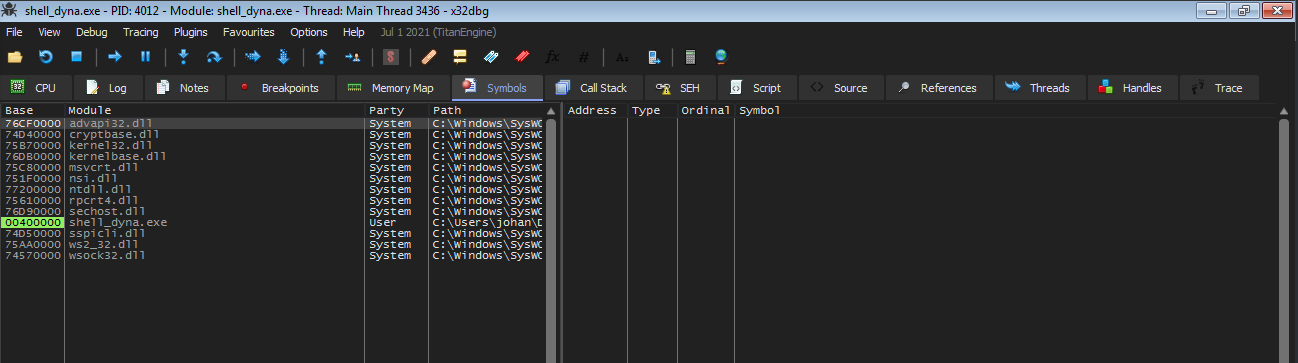 shell_dyna.exe - PID: 4012 - Module: shell_dyna.exe - Thread: Main Thread 3436 - x32dbg
File View Debug Tracing Plugins Favourites Options Help Jul 1 2021 (TitanEngine)
fx # A₂
32 CPU Log Notes Breakpoints Memory Map Symbols Call Stack SEH Script Source References Threads Handles Trace
Base Module Party Path Address Type Ordinal Symbol
76CF0000 advapi32.dll System C:\Windows\SysWO
74D40000 cryptbase.dll System C:\Windows\SysWO
75B70000 kernel32.dll System C:\Windows\SysWO
76DB0000 kernelbase.dll System C:\Windows\SysWO
75C80000 msvcrt.dll System C:\Windows\SysWO
751F0000 nsi.dll System C:\Windows\SysWO
77200000 ntdll.dll System C:\Windows\SysWO
75610000 rpcrt4.dll System C:\Windows\SysWO
76D90000 sechost.dll System C:\Windows\SysWO
00400000 shell_dyna.exe User C:\Users\johan\D
74D50000 sspicli.dll System C:\Windows\SysWO
75AA0000 ws2_32.dll System C:\Windows\SysWO
74570000 wsock32.dll System C:\Windows\SysWO